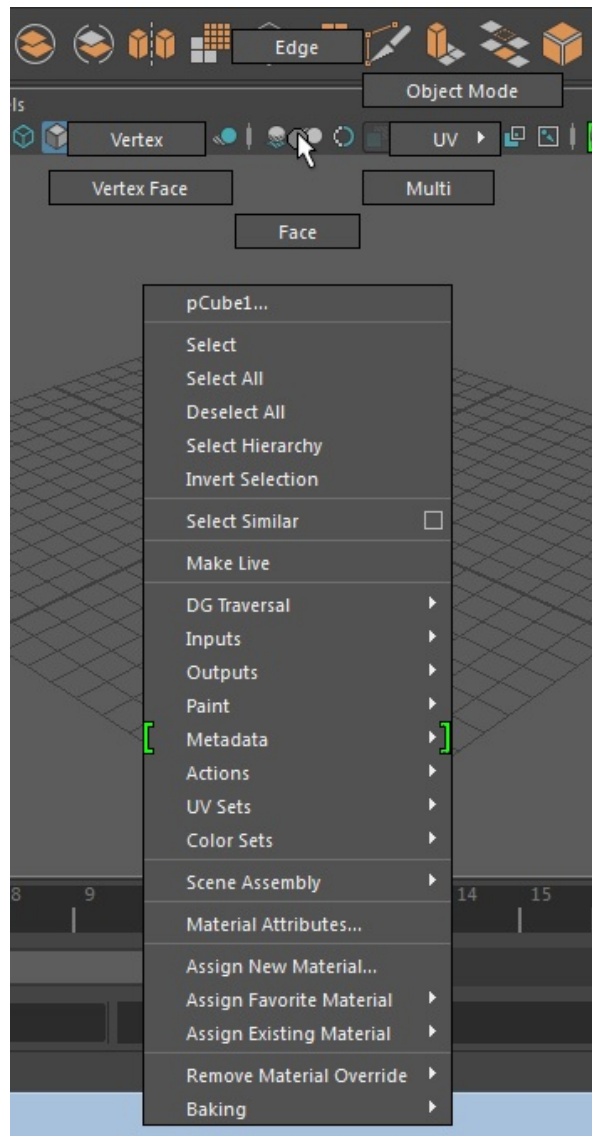 Edge
Object Mode
ls
Vertex
UV
Vertex Face
Multi
Face
pCube1...
Select
Select All
Deselect All
Select Hierarchy
Invert Selection
Select Similar
Make Live
DG Traversal
Inputs
Outputs
Paint
Metadata
Actions
UV Sets
Color Sets
8 9 14 15
Scene Assembly
Material Attributes...
Assign New Material...
Assign Favorite Material
Assign Existing Material
Remove Material Override
Baking